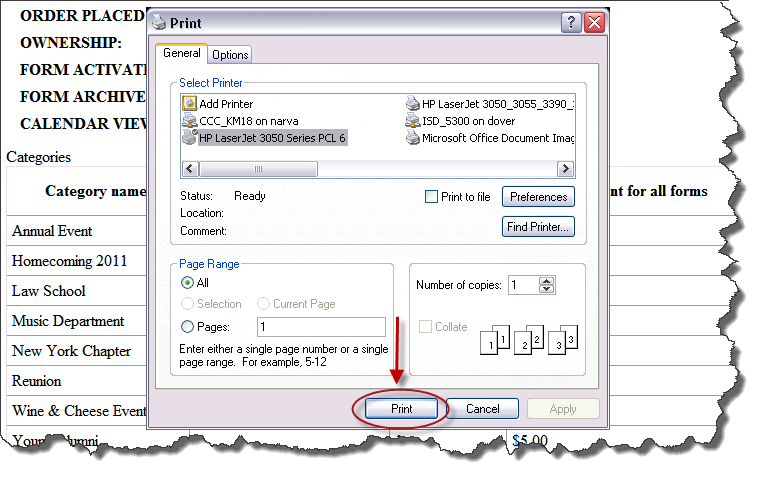 ORDER PLACED
OWNERSHIP:
FORM
FORM ARCHIVE
CALENDAR
Categories
Category name
nt for all forms
Annual Event
Homecoming 2011
Law School
Music Department
New York Chapter
Reunion
Wine & Cheese Event
$5.00
Print
General
Options
Select Printer
Add Printer
HP LaserJet 3050_3055_3390_
CCC_KM18 on narva
ISD_5300 on dover
HP LaserJet 3050 Series PCL 6
Microsoft Office Document Imag
Status: Ready
Location:
Comment:
Print to file
Preferences
Find Printer...
Page Range
All
Selection
Current Page
Pages: 1
Enter either a single page number or a single
page range. For example, 5-12
Number of copies: 1
Collate
1 1 2 2 3 3
Print
Cancel
Apply